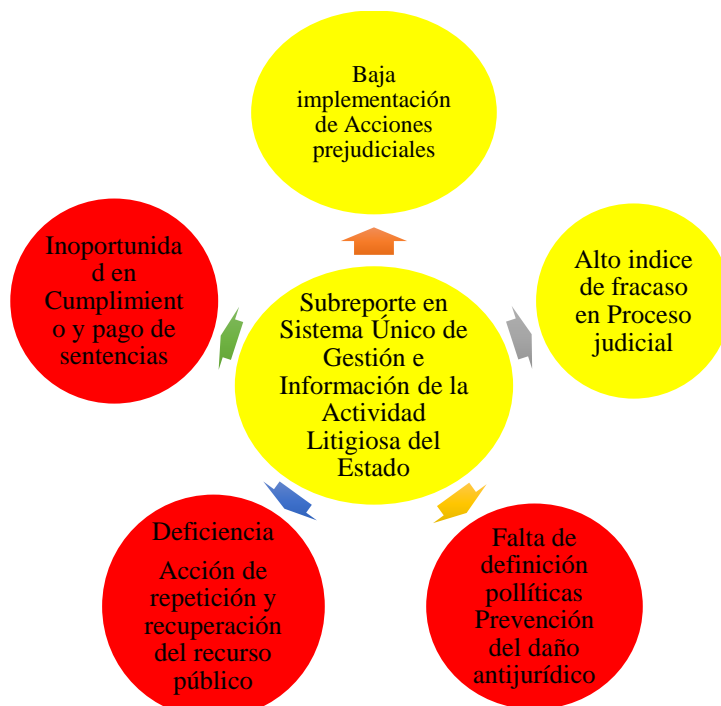 Baja
implementación
de Acciones
prejudiciales
Inoportunida
d en
Cumplimient
o y pago de
sentencias
Subreporte en
Sistema Único de
Gestión e
Información de la
Actividad
Litigiosa del
Estado
Alto indice
de fracaso
en Proceso
judicial
Deficiencia
Acción de
repetición y
recuperación
del recurso
público
Falta de
definición
pollíticas
Prevención
del daño
antijurídico